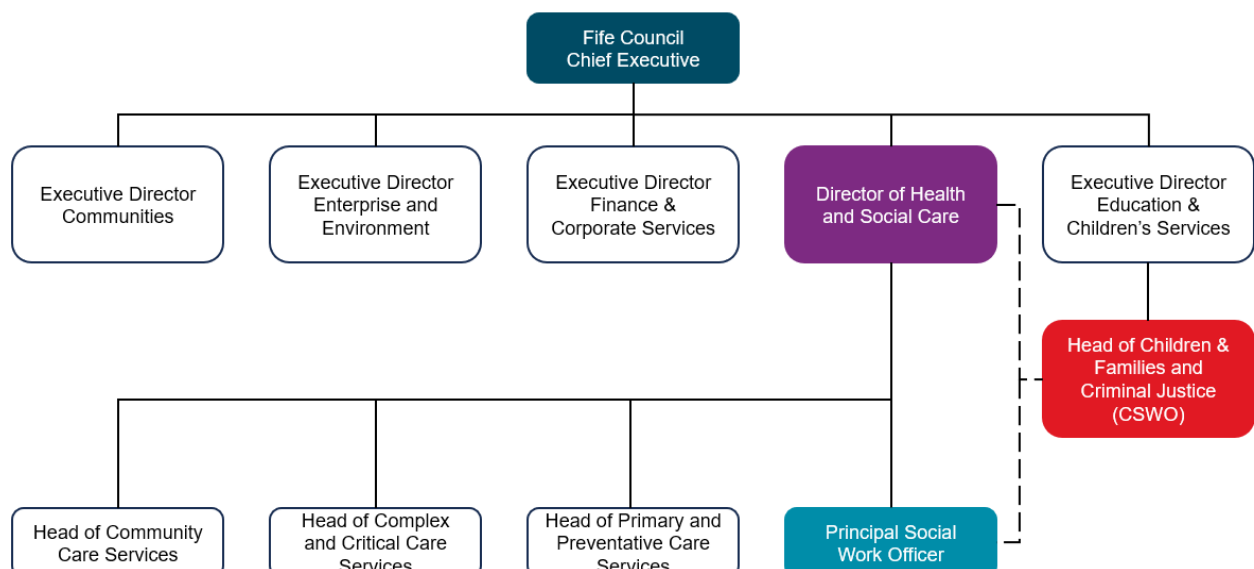 Fife Council
Chief Executive
Executive Director
Communities
Executive Director
Enterprise and
Environment
Executive Director
Finance &
Corporate Services
Director of Health
and Social Care
Executive Director
Education &
Children’s Services
Head of Children &
Families and
Criminal Justice
(CSWO)
Head of Community
Care Services
Head of Complex
and Critical Care
Services
Head of Primary and
Preventative Care
Services
Principal Social
Work Officer